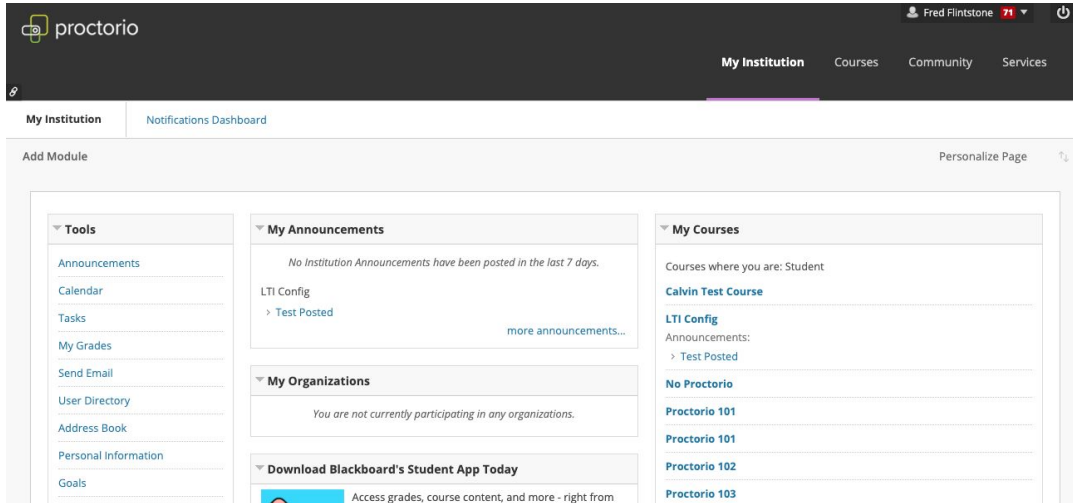 proctorio
Fred Flintstone 71
My Institution Courses Community Services
My Institution Notifications Dashboard
Add Module
Personalize Page
Tools
Announcements
Calendar
Tasks
My Grades
Send Email
User Directory
Address Book
Personal Information
Goals
My Announcements
No Institution Announcements have been posted in the last 7 days.
LTI Config
> Test Posted
more announcements...
My Organizations
You are not currently participating in any organizations.
Download Blackboard's Student App Today
Access grades, course content, and more - right from
My Courses
Courses where you are: Student
Calvin Test Course
LTI Config
Announcements:
> Test Posted
No Proctorio
Proctorio 101
Proctorio 101
Proctorio 102
Proctorio 103